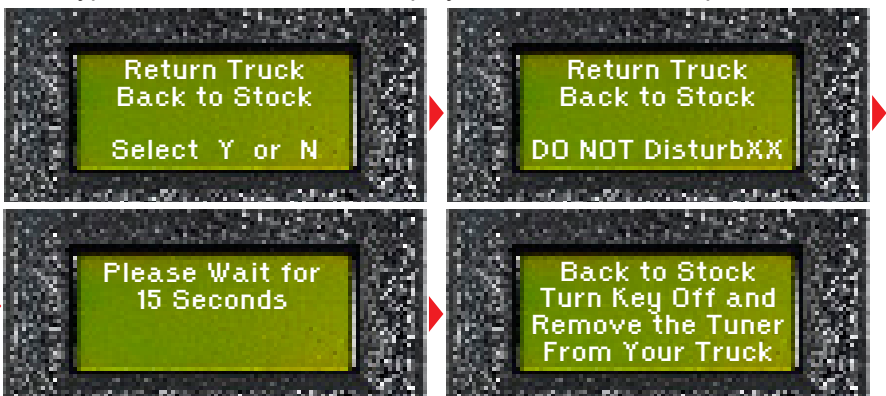 Return Truck
Back to Stock
Select Y or N
Return Truck
Back to Stock
DO NOT DisturbXX
Please Wait for
15 Seconds
Back to Stock
Turn Key Off and
Remove the Tuner
From Your Truck